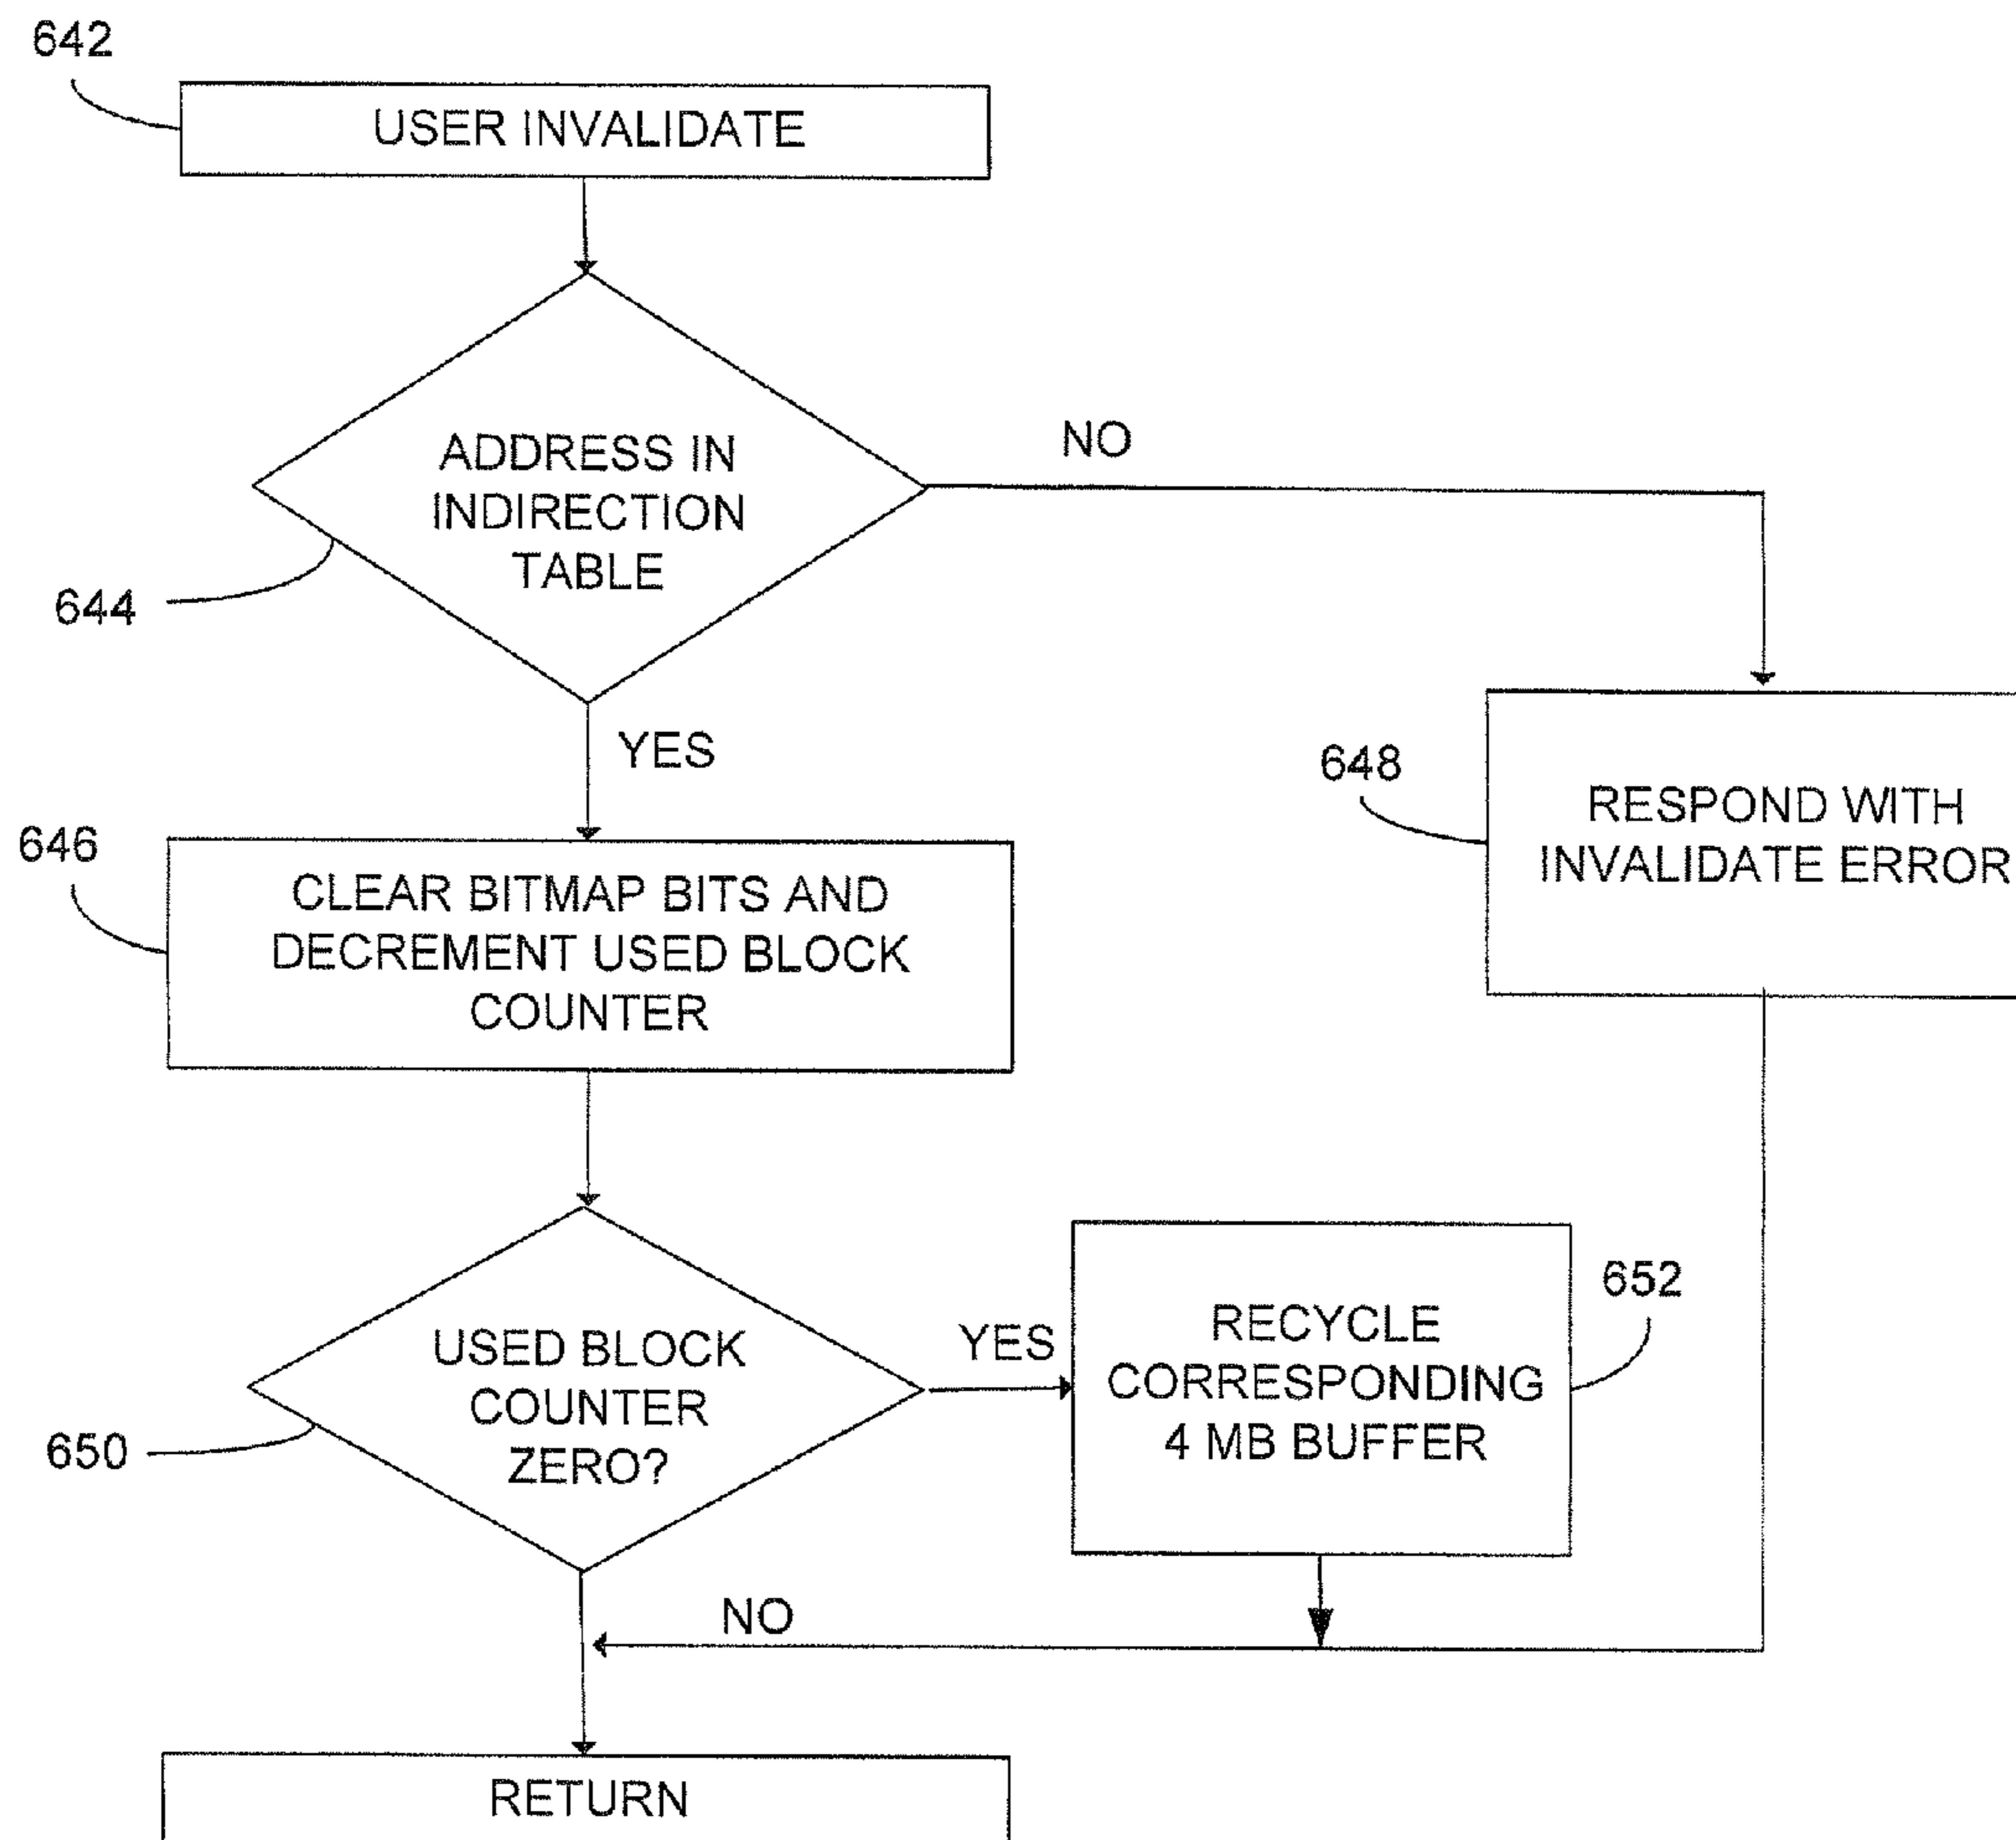 642
USER INVALIDATE
ADDRESS IN
INDIRECTION
TABLE
NO
644
YES
648
RESPOND WITH
INVALIDATE ERROR
646
CLEAR BITMAP BITS AND
DECREMENT USED BLOCK
COUNTER
650
USED BLOCK
COUNTER
ZERO?
YES
RECYCLE
CORRESPONDING
4 MB BUFFER
652
NO
RETURN